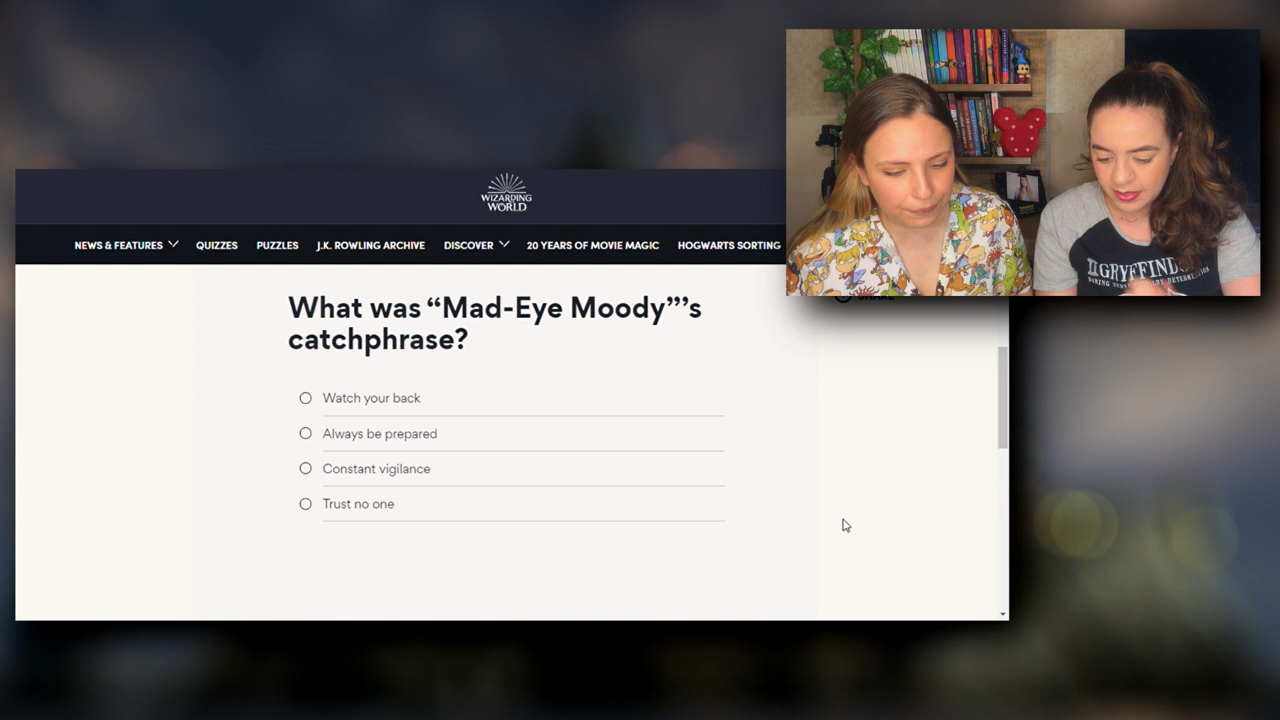 WIZARDING
WORLD
NEWS & FEATURES
QUIZZES
PUZZLES
J.K. ROWLING ARCHIVE
DISCOVER
20 YEARS OF MOVIE MAGIC
HOGWARTS SORTING
What was “Mad-Eye Moody”’s
catchphrase?
Watch your back
Always be prepared
Constant vigilance
Trust no one